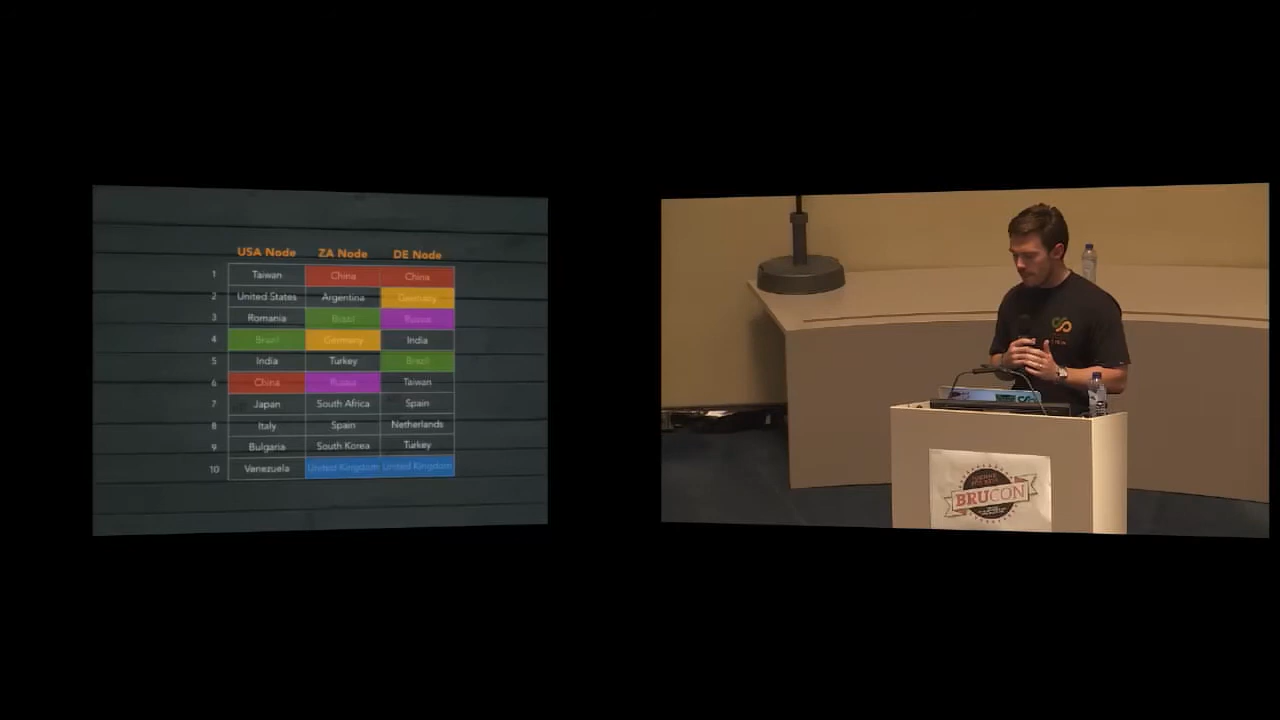 USA Node ZA Node DE Node
1 Taiwan China China
2 United States Argentina Germany
3 Romania Brazil Russia
4 Brazil Germany India
5 India Turkey Brazil
6 China Russia Taiwan
7 Japan South Africa Spain
8 Italy Spain Netherlands
9 Bulgaria South Korea Turkey
10 Venezuela United Kingdom United Kingdom
BRUCON